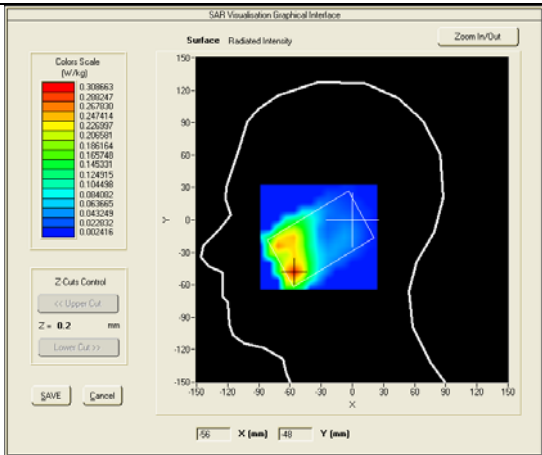 SAR Visualisation Graphical Interface
Surface Radiated Intensity
Zoom In/Out
Colors Scale
(W/kg)
0.308663
0.288247
0.267830
0.247414
0.226997
0.206581
0.186164
0.165748
0.145331
0.124915
0.104498
0.084082
0.063665
0.043249
0.022832
0.002416
150-
120-
90-
60-
30-
0-
-30-
-60-
-90-
-120-
-150-
Y
-150 -120 -90 -60 -30 0 30 60 90 120 150
X
Z Cuts Control
<< Upper Cut
Z = 0.2 mm
Lower Cut >>
SAVE Cancel
-56 X (mm) -48 Y (mm)